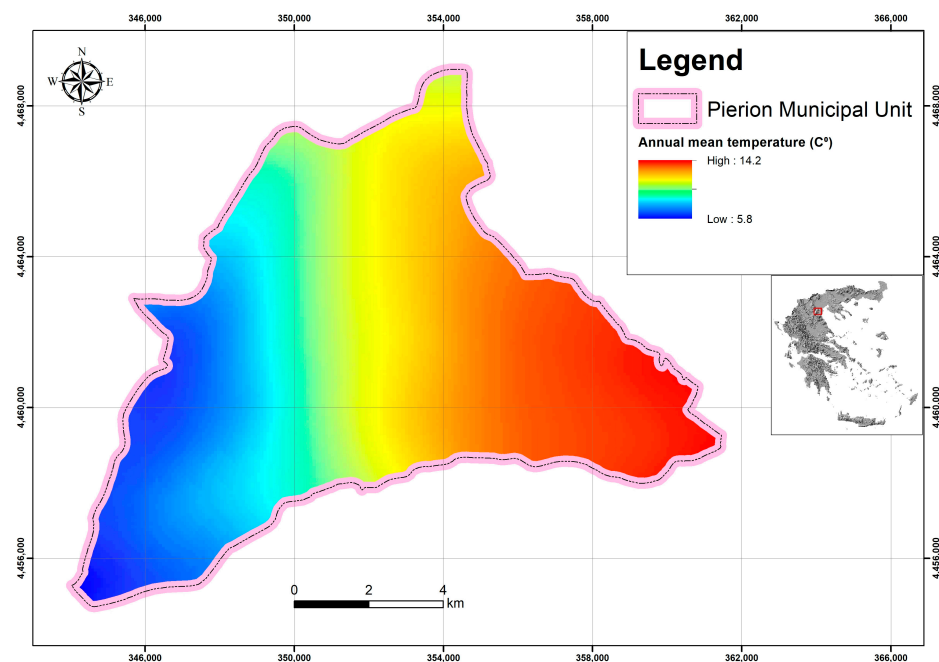 346,000 350,000 354,000 358,000 362,000 366,000
N
W E
S
Legend
Pierion Municipal Unit
Annual mean temperature (C⁰)
High : 14.2
Low : 5.8
4,468,000 4,468,000
4,464,000 4,464,000
4,460,000 4,460,000
4,456,000 4,456,000
0 2 4
km
346,000 350,000 354,000 358,000 362,000 366,000